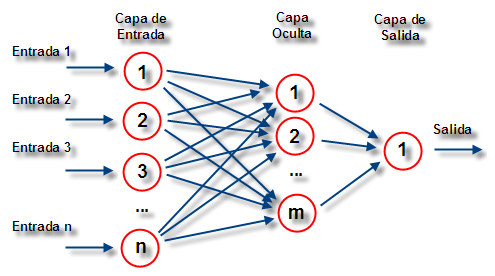 Capa de
Entrada
Capa
Oculta
Capa de
Salida
Entrada 1
1
Entrada 2
2
Entrada 3
3
...
Entrada n
n
1
2
...
m
1
Salida